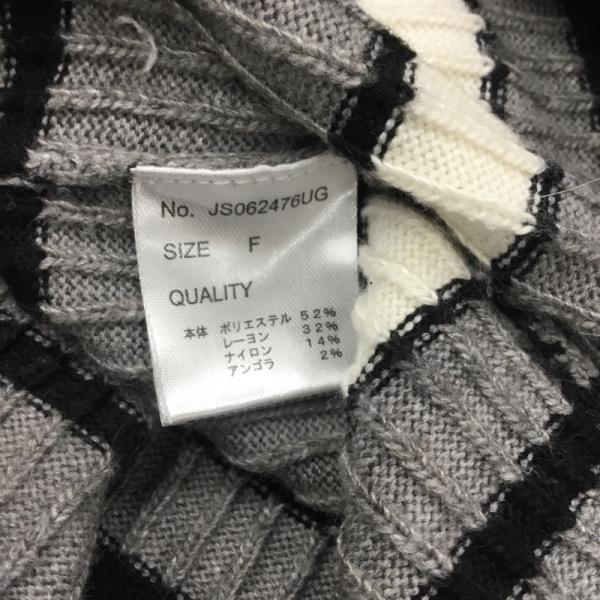 No. JS062476UG
SIZE F
QUALITY
本体 ポリエステル 52%
レーヨン 32%
ナイロン 14%
アンゴラ 2%